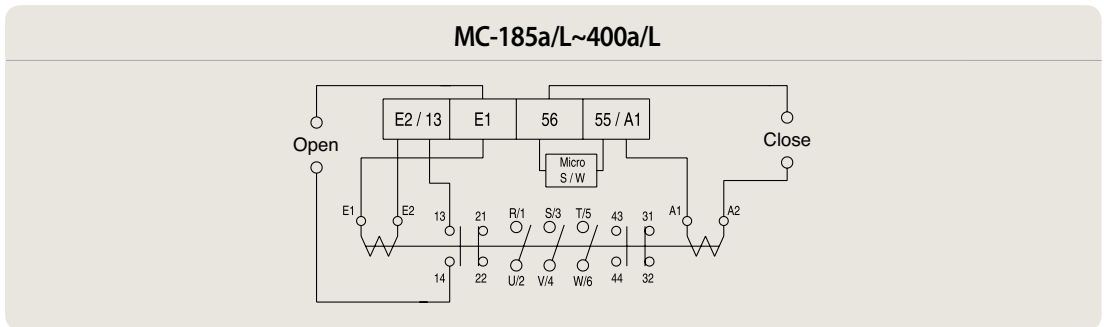 MC-185a/L~400a/L
E2 / 13 E1 56 55 / A1
Open Close
Micro
S / W
E1 E2 13 21 R/1 S/3 T/5 43 31 A1 A2
14 22 U/2 V/4 W/6 44 32